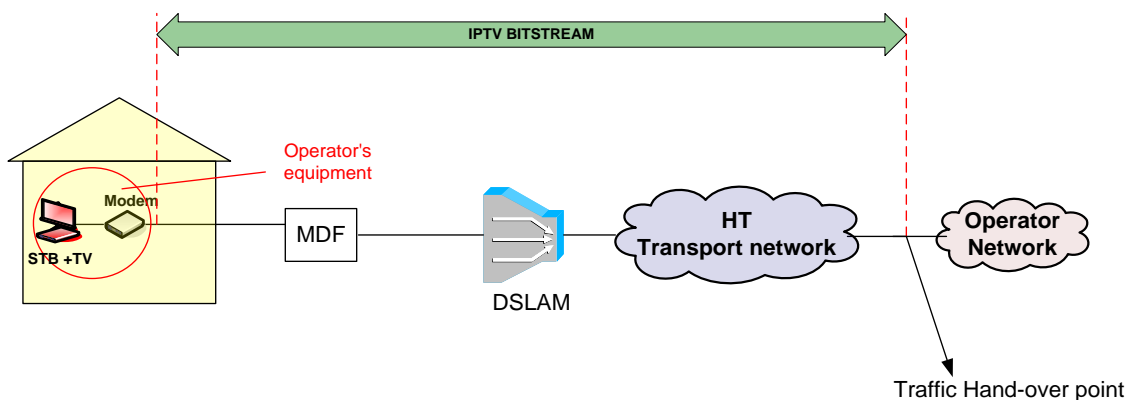 IPTV BITSTREAM
Operator's
equipment
Modem
STB +TV
MDF
DSLAM
HT
Transport network
Operator
Network
Traffic Hand-over point